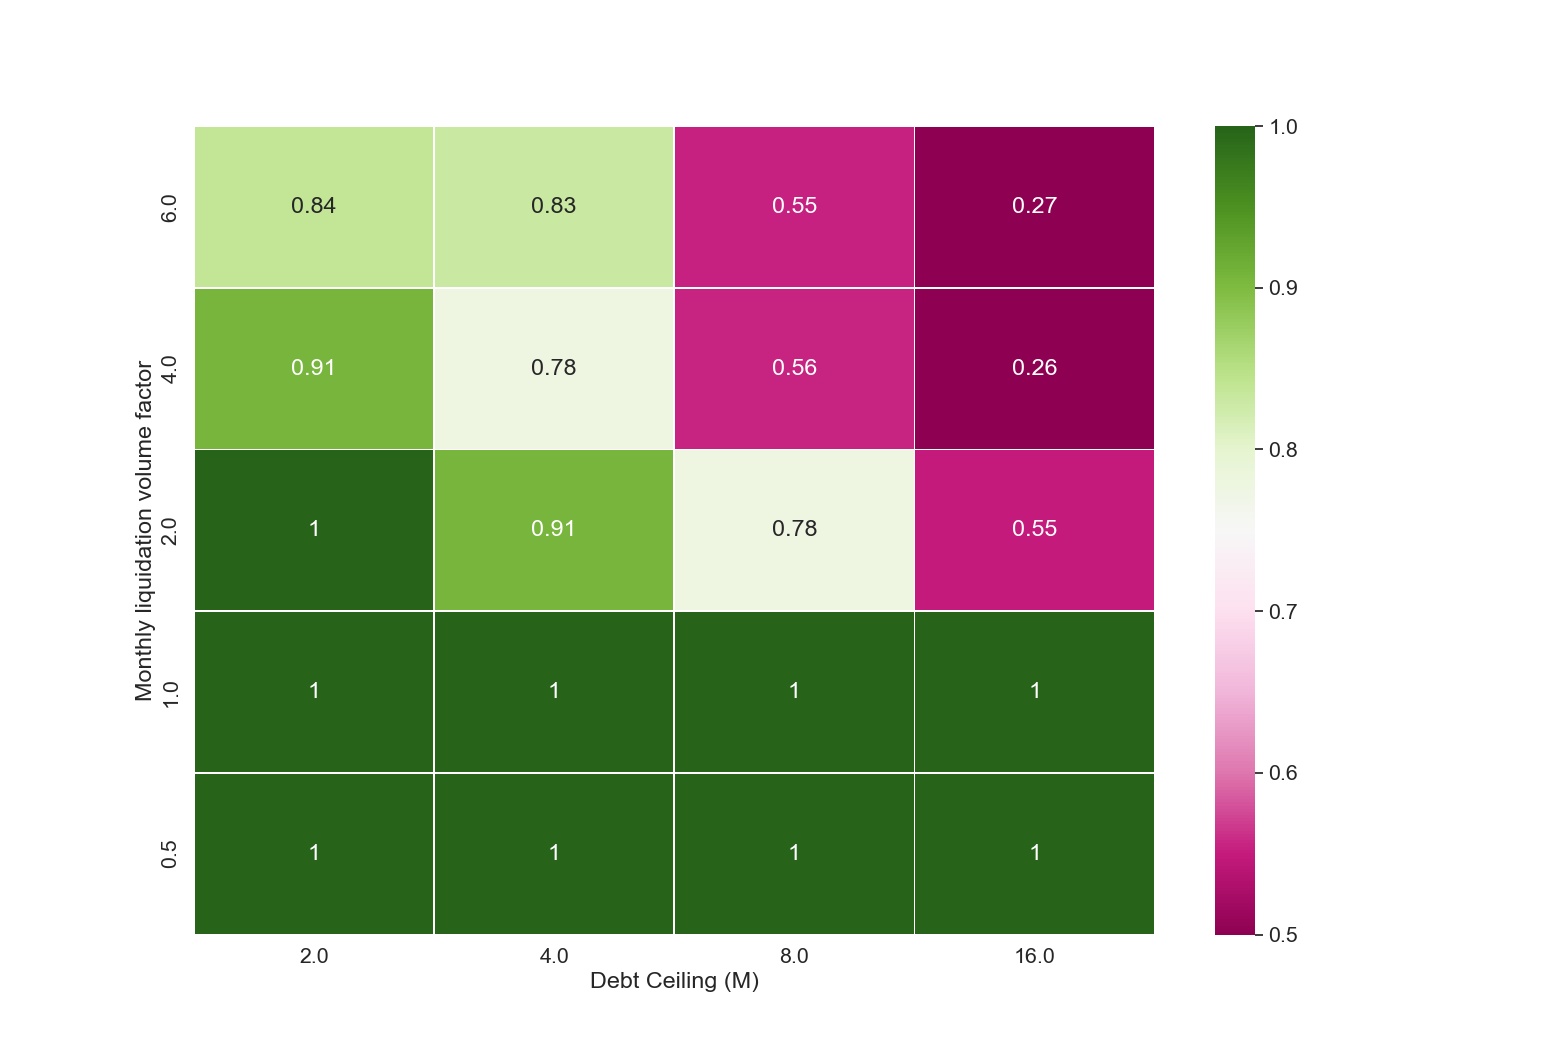 1.0
6.0 0.84 0.83 0.55 0.27
0.9
4.0 0.91 0.78 0.56 0.26
0.8
Monthly liquidation volume factor
2.0 1 0.91 0.78 0.55
0.7
1.0 1 1 1 1
0.6
0.5 1 1 1 1
0.5
2.0 4.0 8.0 16.0
Debt Ceiling (M)